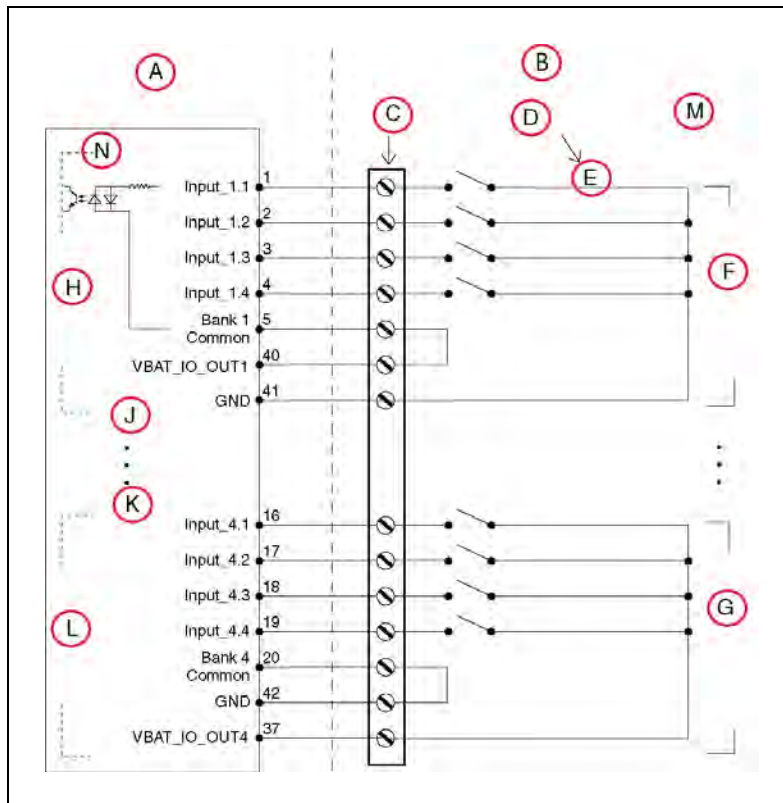 A
B
C
D
M
N
E
Input_1.1 1
Input_1.2 2
Input_1.3 3
Input_1.4 4
H
F
Bank 1
Common 5
VBAT_IO_OUT1 40
GND 41
J
K
Input_4.1 16
Input_4.2 17
Input_4.3 18
Input_4.4 19
L
G
Bank 4
Common 20
GND 42
VBAT_IO_OUT4 37